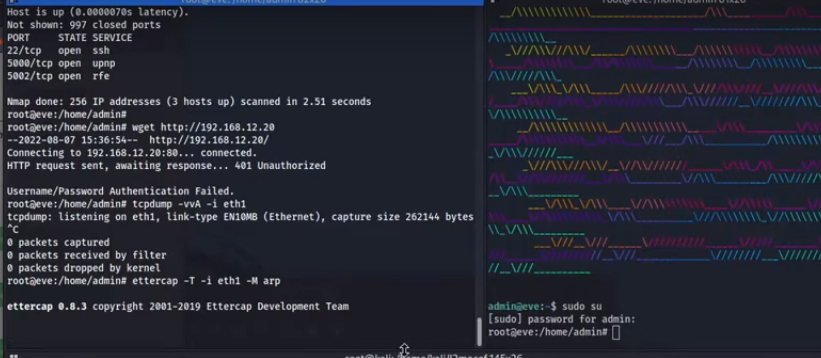 Host is up (0.0000070s latency).
Not shown: 997 closed ports
PORT     STATE SERVICE
22/tcp   open  ssh
5000/tcp open  upnp
5002/tcp open  rfe
Nmap done: 256 IP addresses (3 hosts up) scanned in 2.51 seconds
root@eve:/home/admin#
root@eve:/home/admin# wget http://192.168.12.20
--2022-08-07 15:36:54--  http://192.168.12.20/
Connecting to 192.168.12.20:80... connected.
HTTP request sent, awaiting response... 401 Unauthorized
Username/Password Authentication Failed.
root@eve:/home/admin# tcpdump -vvA -i eth1
tcpdump: listening on eth1, link-type EN10MB (Ethernet), capture size 262144 bytes
^C
0 packets captured
0 packets received by filter
0 packets dropped by kernel
root@eve:/home/admin# ettercap -T -i eth1 -M arp
ettercap 0.8.3 copyright 2001-2019 Ettercap Development Team
admin@eve:~$ sudo su
[sudo] password for admin:
root@eve:/home/admin#